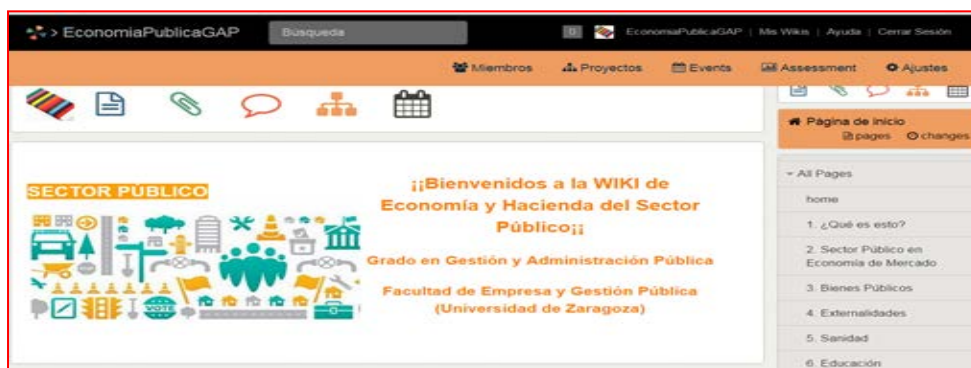 > EconomiaPublicaGAP
Búsqueda
0
EconomiaPublicaGAP | Mis Wikis | Ayuda | Cerrar Sesión
Miembros
Proyectos
Events
Assessment
Ajustes
SECTOR PÚBLICO
VOTE
¡¡Bienvenidos a la WIKI de
Economía y Hacienda del Sector
Público¡¡
Grado en Gestión y Administración Pública
Facultad de Empresa y Gestión Pública
(Universidad de Zaragoza)
Página de inicio
pages
changes
All Pages
home
1. ¿Qué es esto?
2. Sector Público en
Economía de Mercado
3. Bienes Públicos
4. Externalidades
5. Sanidad
6. Educación